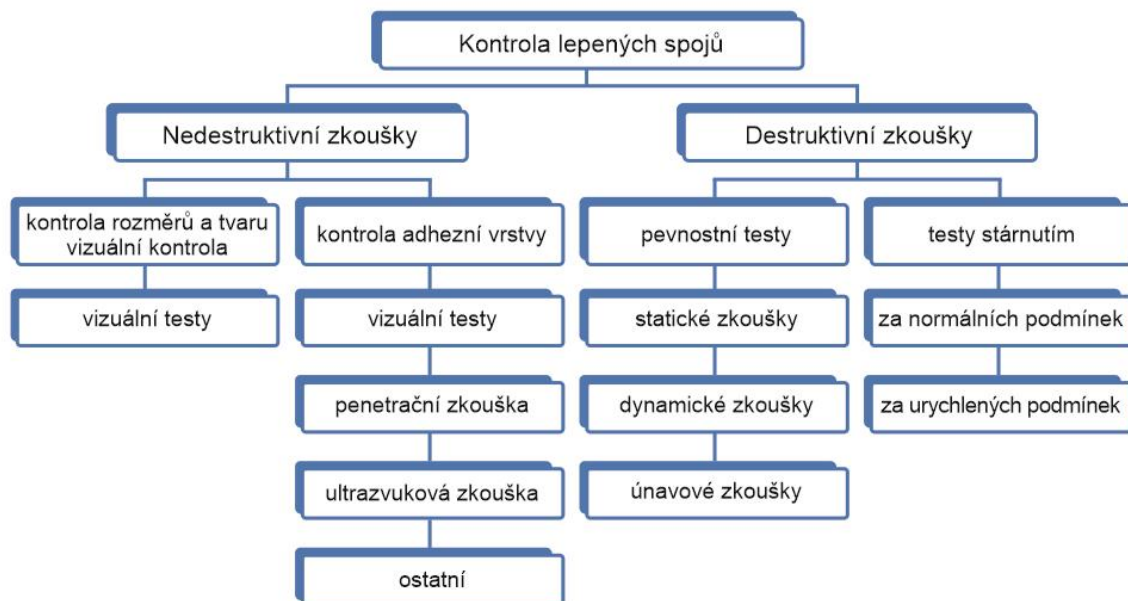 Kontrola lepených spojů
Nedestruktivní zkoušky
Destruktivní zkoušky
kontrola rozměrů a tvaru
vizuální kontrola
kontrola adhezní vrstvy
pevnostní testy
testy stárnutím
vizuální testy
vizuální testy
statické zkoušky
za normálních podmínek
penetrační zkouška
dynamické zkoušky
za urychlených podmínek
ultrazvuková zkouška
únavové zkoušky
ostatní